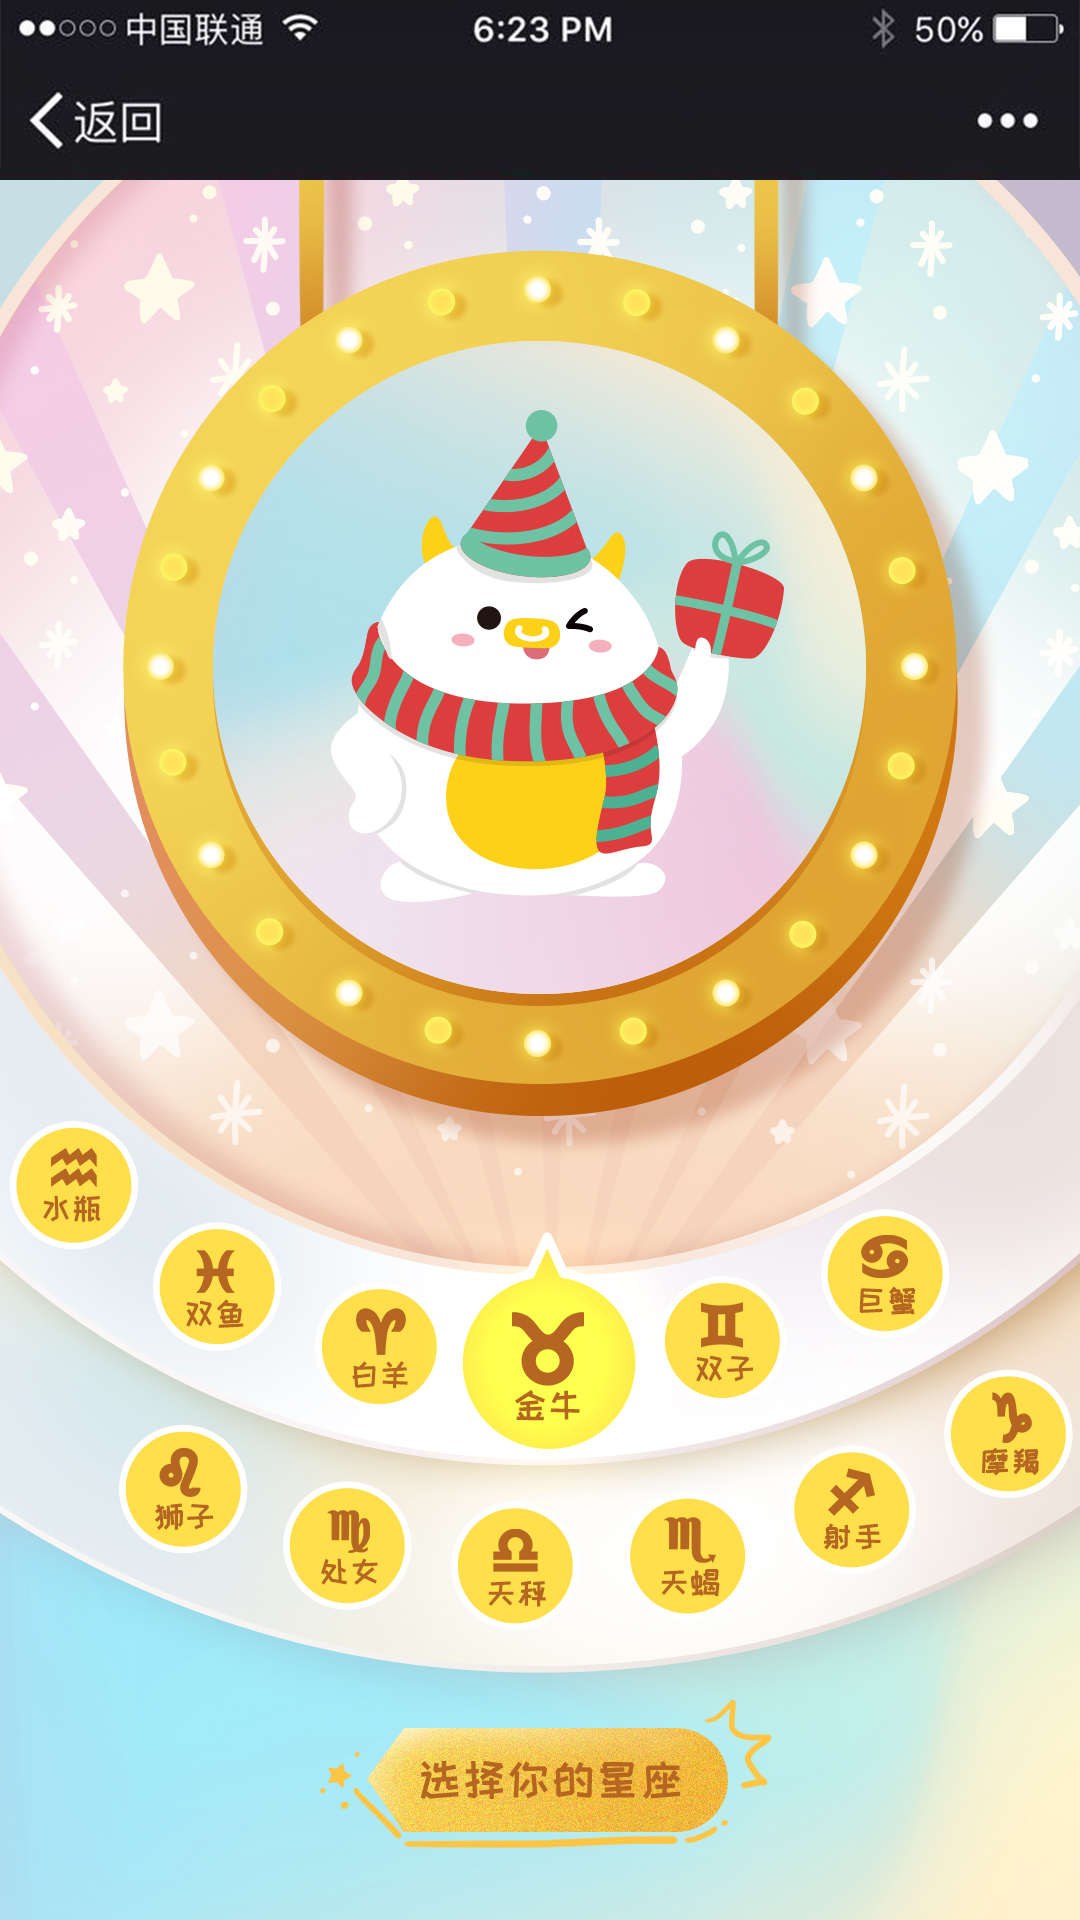 中国联通 6:23 PM 50%
返回
水瓶
双鱼
白羊
金牛
双子
巨蟹
狮子
处女
天秤
天蝎
射手
摩羯
选择你的星座